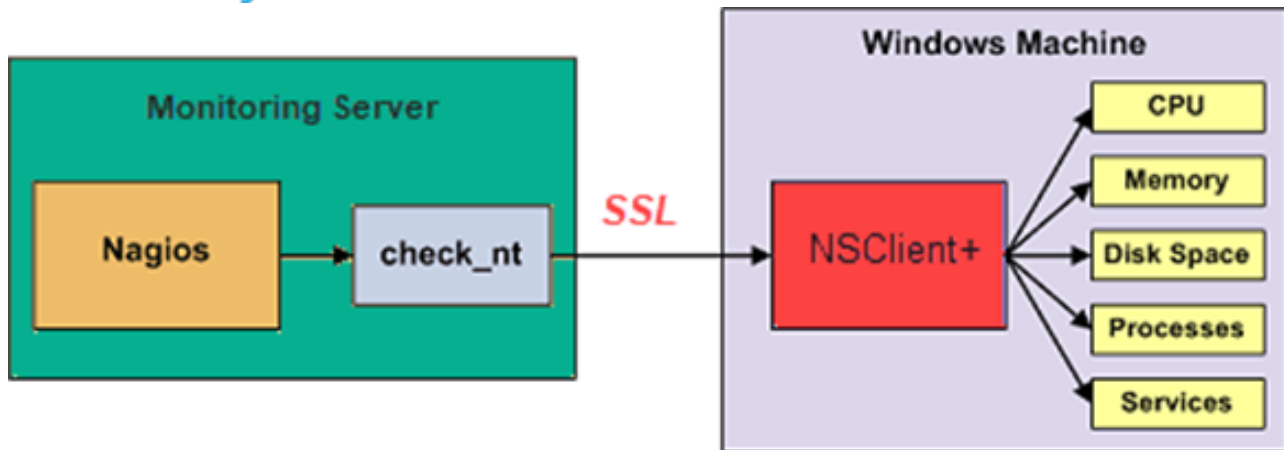 Windows Machine
Monitoring Server
CPU
Memory
SSL
Nagios
check_nt
NSClient+
Disk Space
Processes
Services